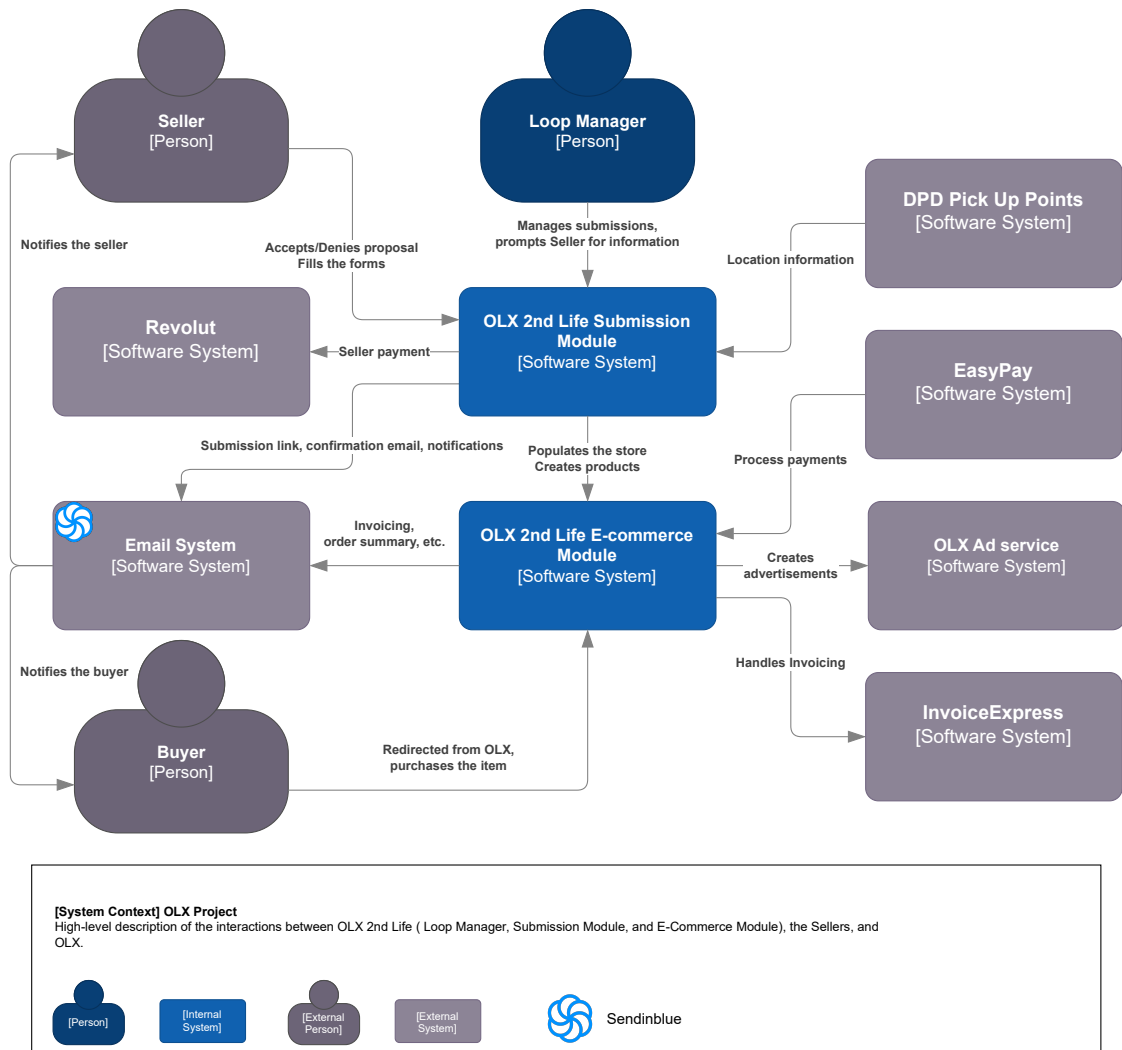 Seller
[Person]
Loop Manager
[Person]
DPD Pick Up Points
[Software System]
Notifies the seller
Accepts/Denies proposal
Fills the forms
Manages submissions,
prompts Seller for information
Location information
Revolut
[Software System]
Seller payment
OLX 2nd Life Submission
Module
[Software System]
EasyPay
[Software System]
Submission link, confirmation email, notifications
Populates the store
Creates products
Process payments
Email System
[Software System]
Invoicing,
order summary, etc.
OLX 2nd Life E-commerce
Module
[Software System]
Creates
advertisements
OLX Ad service
[Software System]
Notifies the buyer
Handles Invoicing
Buyer
[Person]
Redirected from OLX,
purchases the item
InvoiceExpress
[Software System]
[System Context] OLX Project
High-level description of the interactions between OLX 2nd Life ( Loop Manager, Submission Module, and E-Commerce Module), the Sellers, and
OLX.
[Person]
[Internal
System]
[External
Person]
[External
System]
Sendinblue